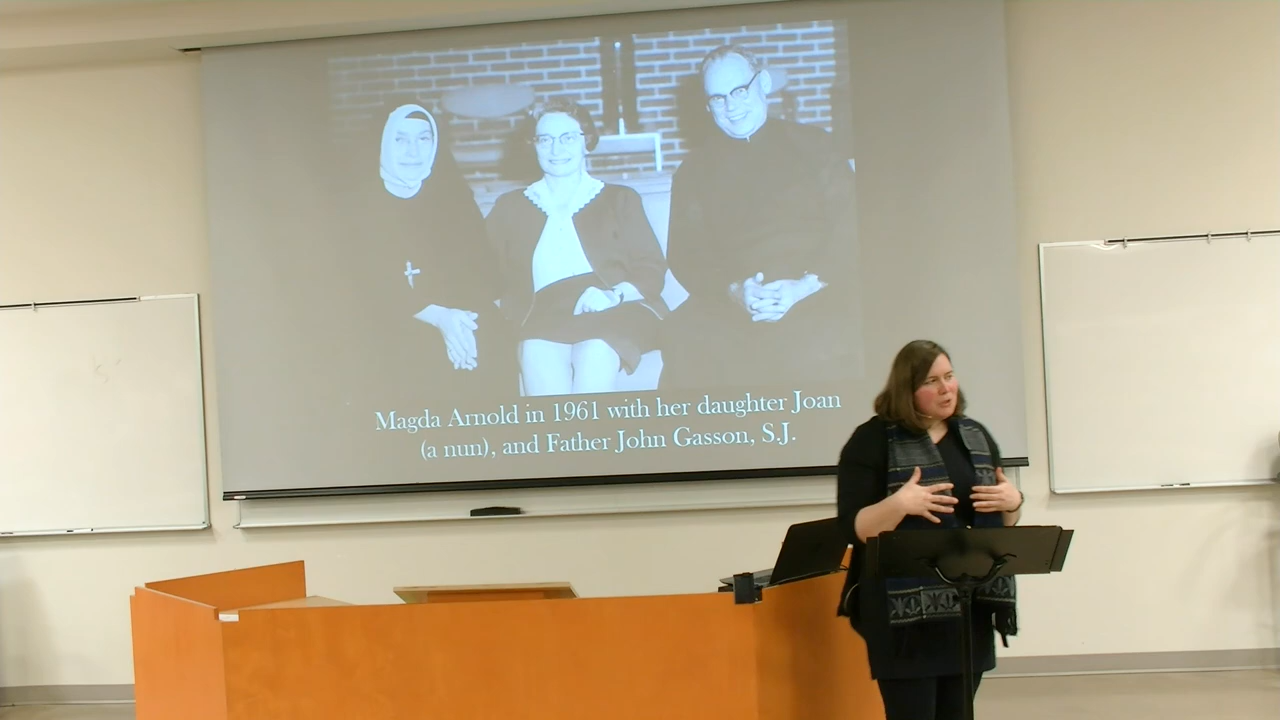 Magda Arnold in 1961 with her daughter Joan
(a nun), and Father John Gasson, S.J.